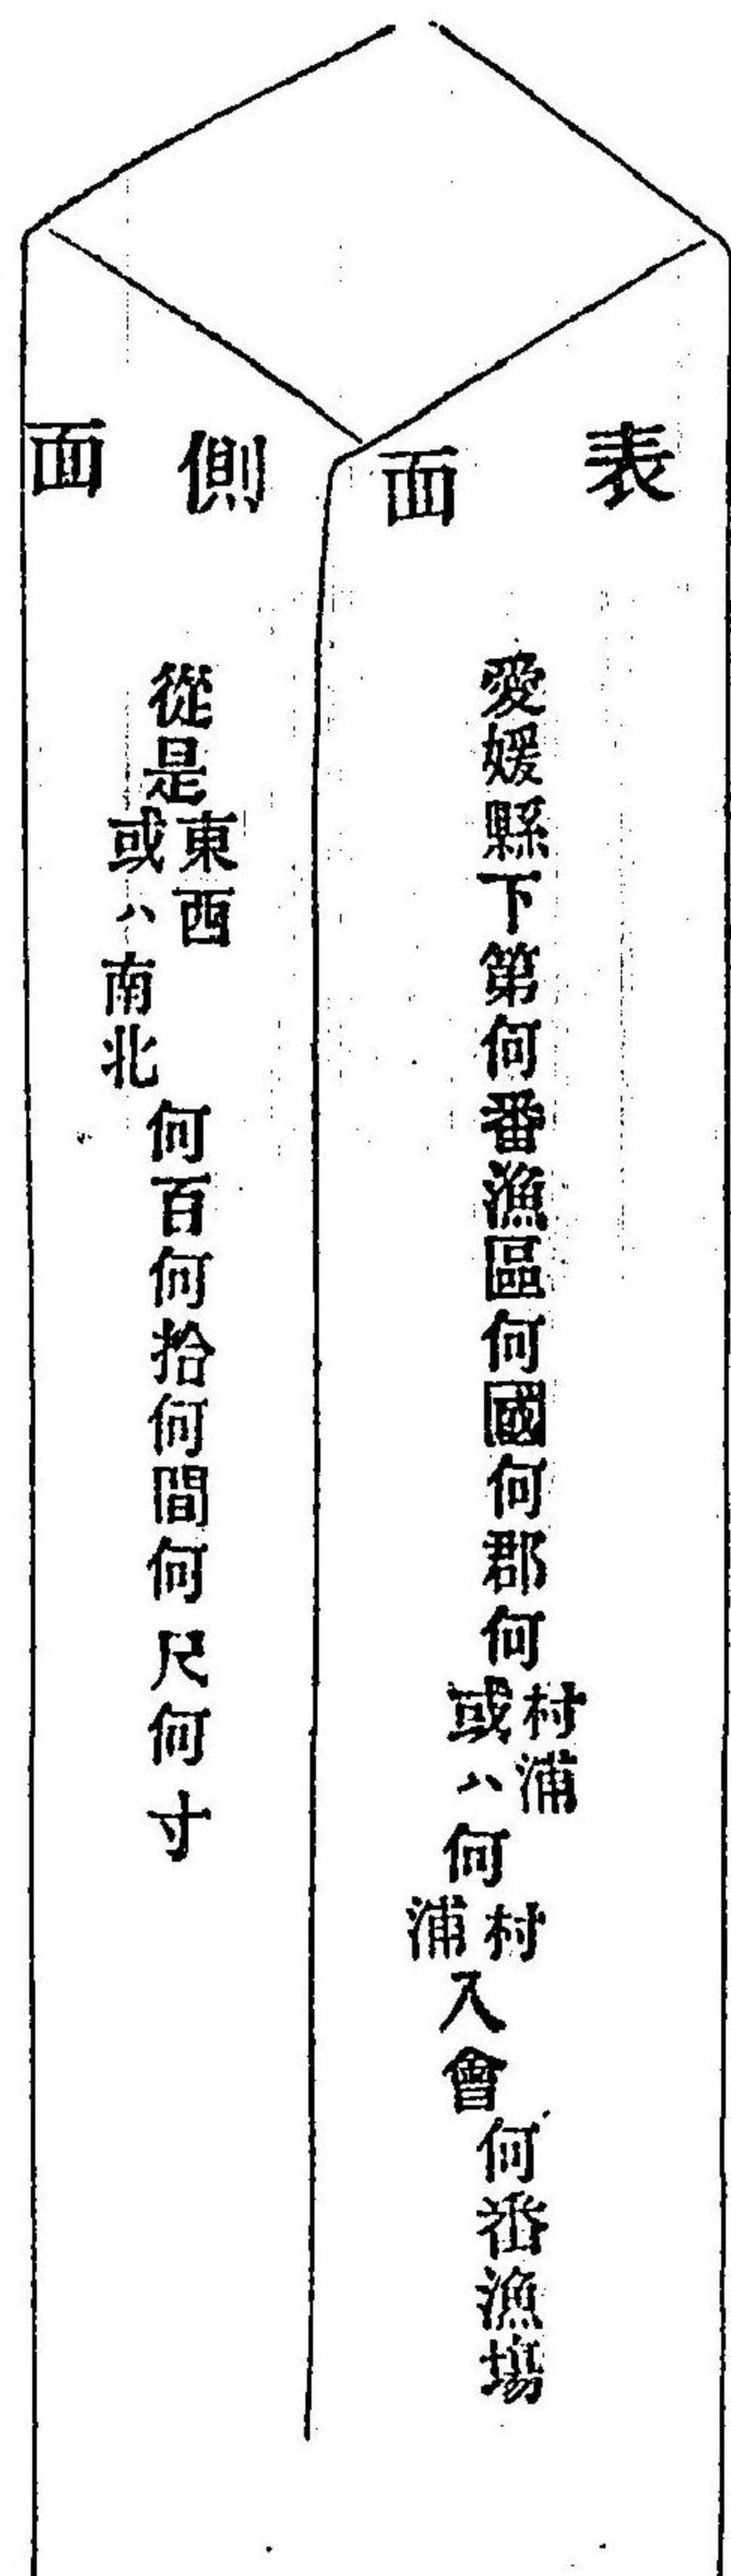 表面
愛媛縣下第何番漁區何國何郡何村浦或ハ何村浦入會何番漁場
側面
從是東西或ハ南北何百何拾何間何尺何寸